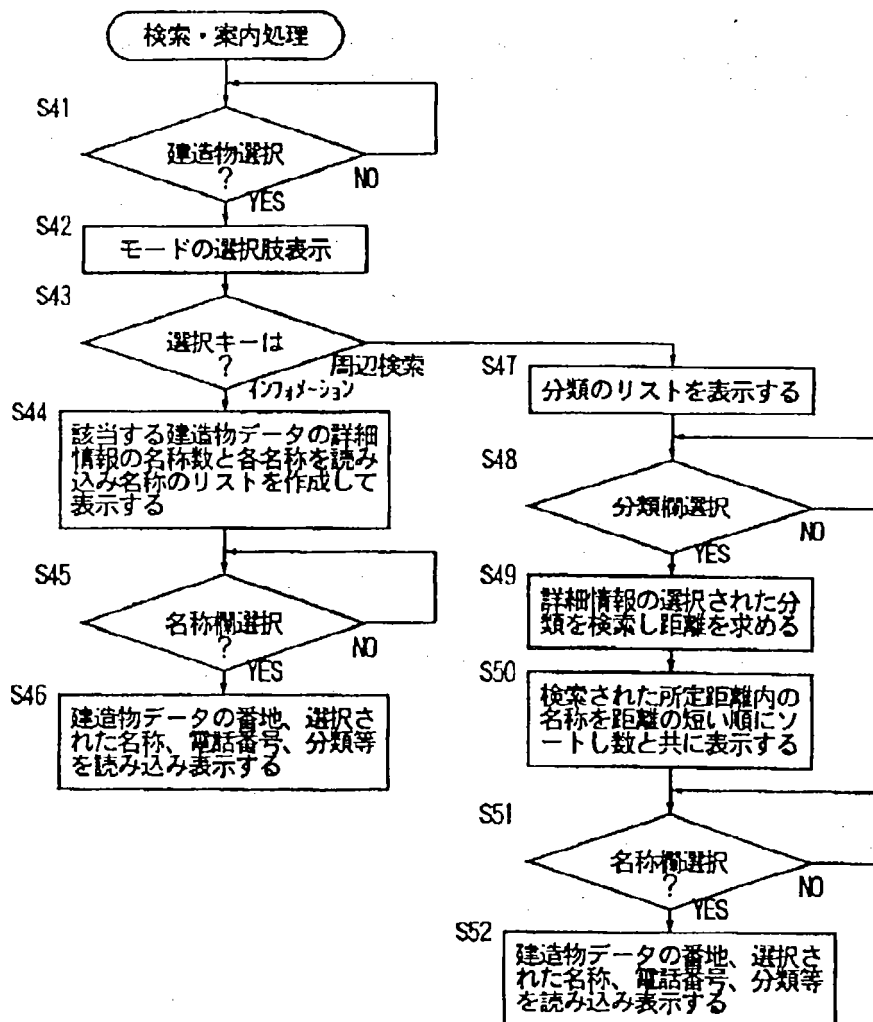 検索・案内処理
S41
建造物選択
?
NO
YES
S42
モードの選択肢表示
S43
選択キーは
?
周辺検索
インフォメーション
S44
該当する建造物データの詳細
情報の名称数と各名称を読み
込み名称のリストを作成して
表示する
S45
名称欄選択
?
NO
YES
S46
建造物データの番地、選択さ
れた名称、電話番号、分類等
を読み込み表示する
S47
分類のリストを表示する
S48
分類欄選択
NO
YES
S49
詳細情報の選択された分
類を検索し距離を求める
S50
検索された所定距離内の
名称を距離の短い順にソ
ートし数と共に表示する
S51
名称欄選択
?
NO
YES
S52
建造物データの番地、選択さ
れた名称、電話番号、分類等
を読み込み表示する